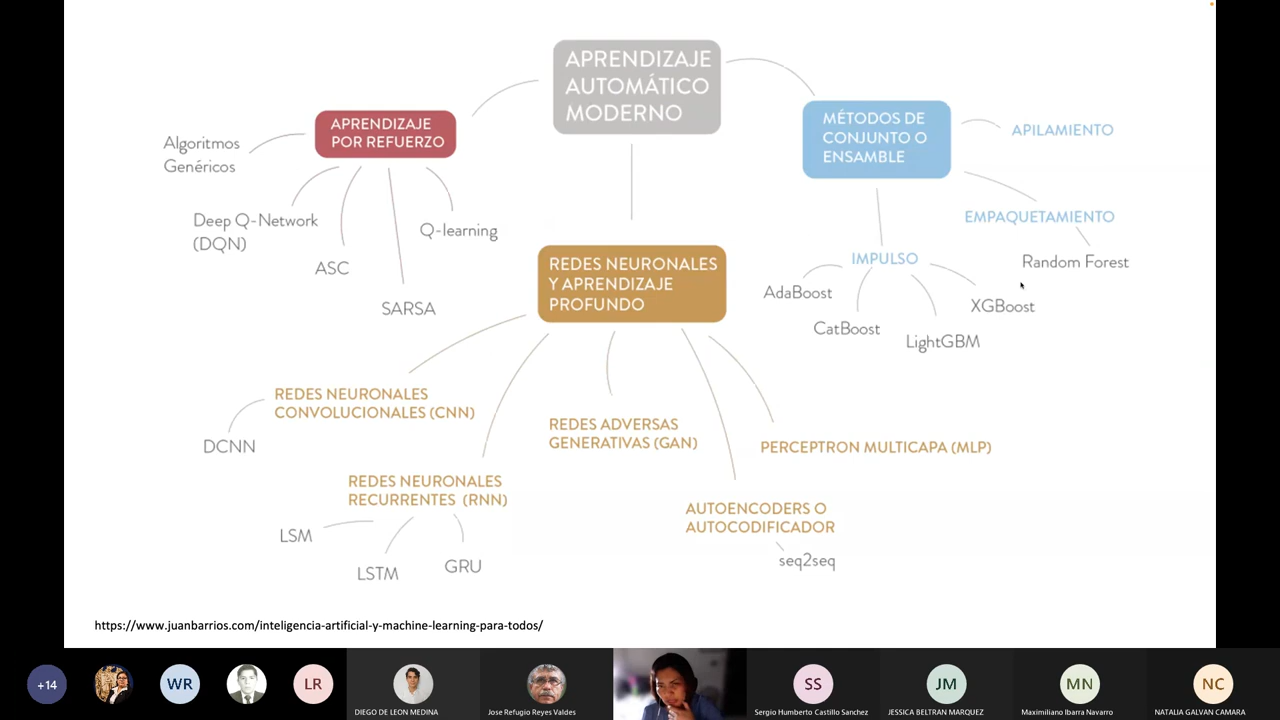 APRENDIZAJE
AUTOMÁTICO
MODERNO
APRENDIZAJE
POR REFUERZO
Algoritmos
Genéricos
Deep Q-Network
(DQN)
ASC
SARSA
Q-learning
MÉTODOS DE
CONJUNTO O
ENSAMBLE
APILAMIENTO
EMPAQUETAMIENTO
Random Forest
IMPULSO
AdaBoost
CatBoost
LightGBM
XGBoost
REDES NEURONALES
Y APRENDIZAJE
PROFUNDO
REDES NEURONALES
CONVOLUCIONALES (CNN)
DCNN
REDES NEURONALES
RECURRENTES (RNN)
LSM
LSTM
GRU
REDES ADVERSAS
GENERATIVAS (GAN)
AUTOENCODERS O
AUTOCODIFICADOR
seq2seq
PERCEPTRON MULTICAPA (MLP)
https://www.juanbarrios.com/inteligencia-artificial-y-machine-learning-para-todos/
+14
WR
LR
DIEGO DE LEON MEDINA
Jose Refugio Reyes Valdes
SS
Sergio Humberto Castillo Sanchez
JM
JESSICA BELTRAN MARQUEZ
MN
Maximiliano Ibarra Navarro
NC
NATALIA GALVAN CAMARA